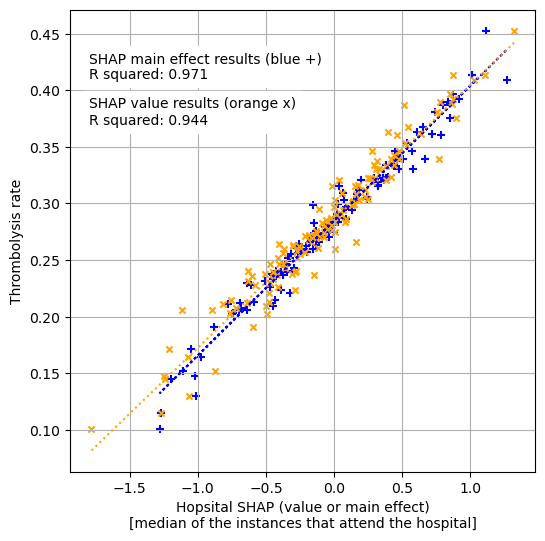 SHAP main effect results (blue +)
R squared: 0.971
SHAP value results (orange x)
R squared: 0.944
Thrombolysis rate
0.45
0.40
0.35
0.30
0.25
0.20
0.15
0.10
−1.5 −1.0 −0.5 0.0 0.5 1.0
Hopsital SHAP (value or main effect)
[median of the instances that attend the hospital]